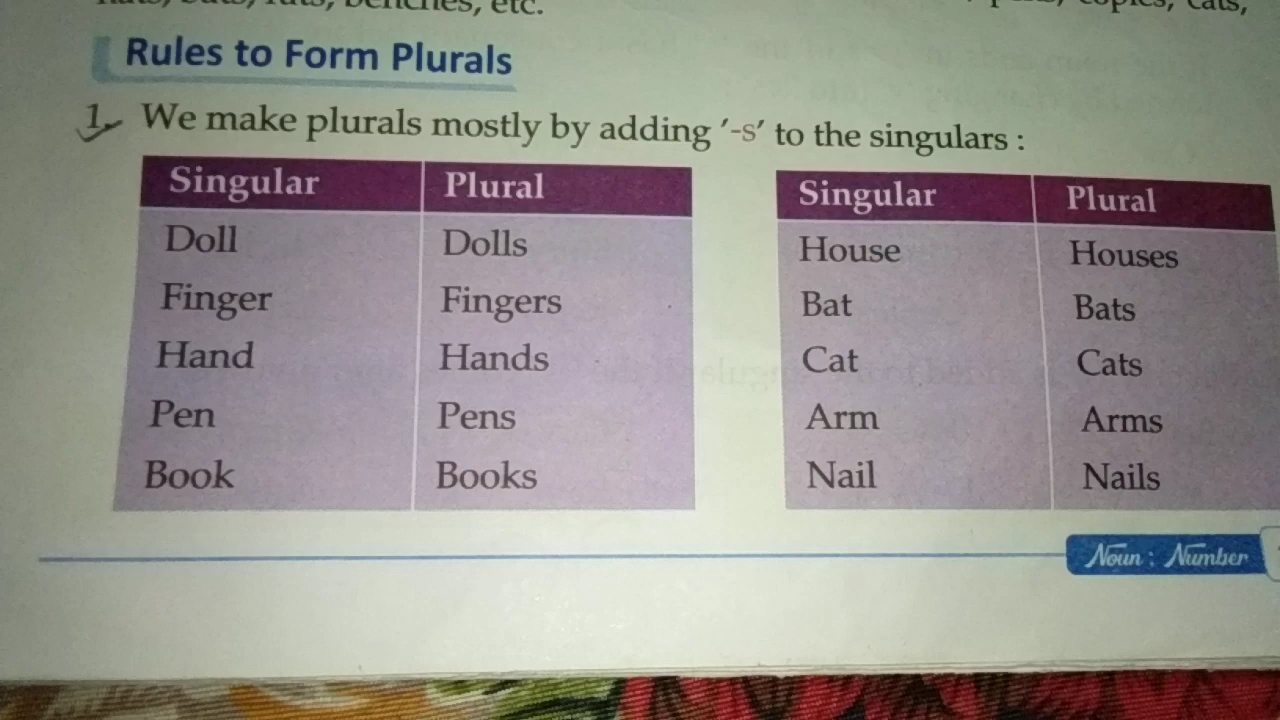 etc.
Rules to Form Plurals
1. We make plurals mostly by adding '-s' to the singulars :
Singular Plural
Doll Dolls
Finger Fingers
Hand Hands
Pen Pens
Book Books
Singular Plural
House Houses
Bat Bats
Cat Cats
Arm Arms
Nail Nails
Noun : Number